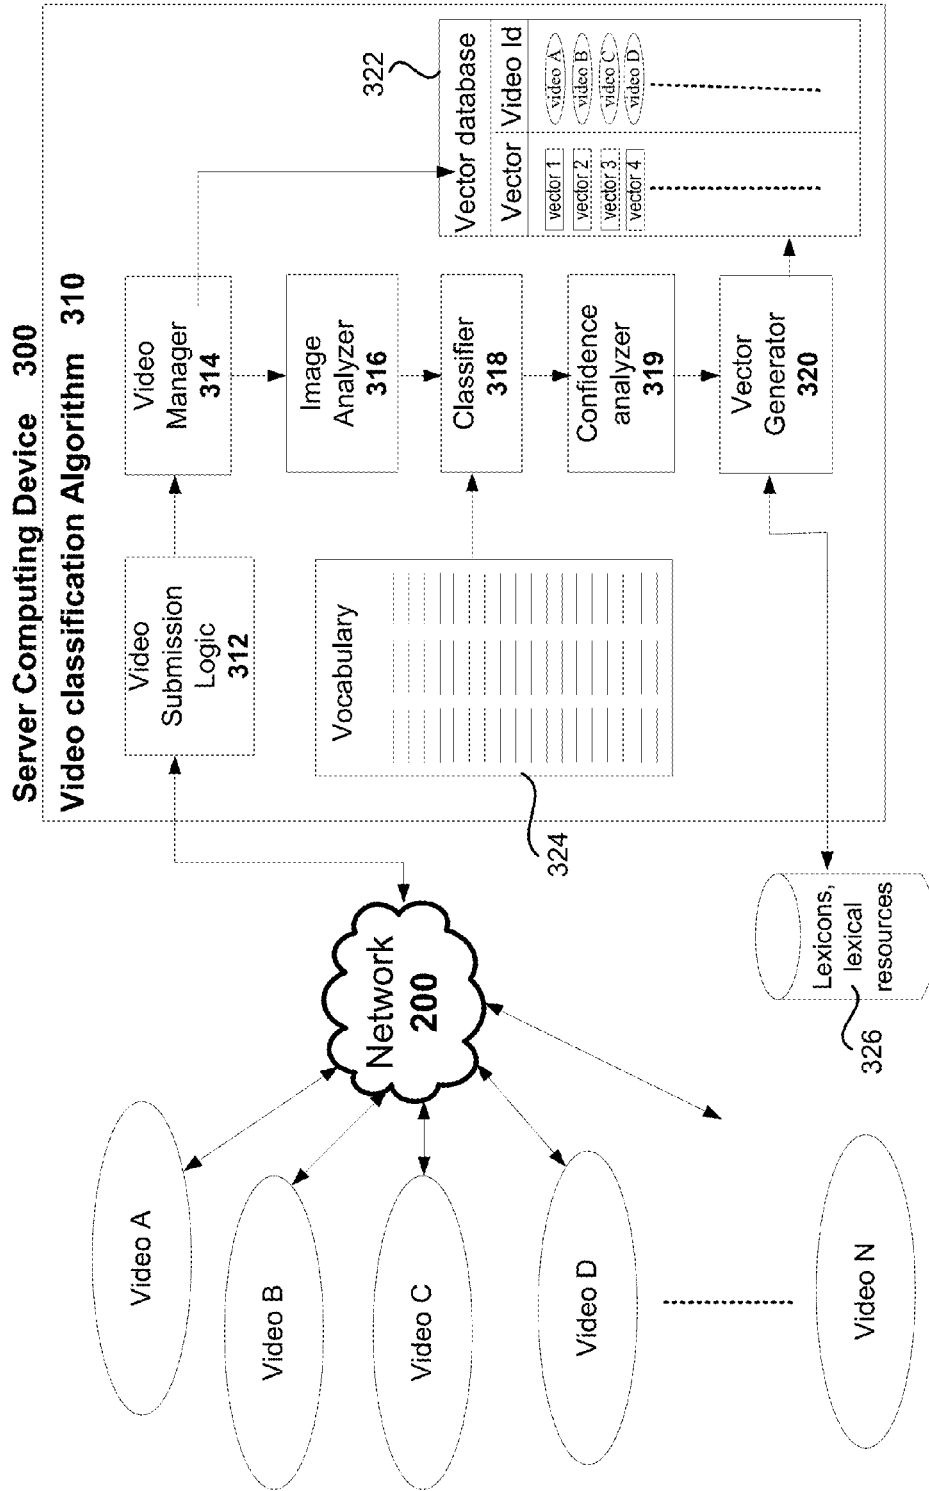 Server Computing Device 300
Video classification Algorithm 310
Video
Submission
Logic
312
Video
Manager
314
Image
Analyzer
316
Classifier
318
Confidence
analyzer
319
Vector
Generator
320
322
Vector database
Vector
Video Id
vector 1
video A
vector 2
video B
vector 3
video C
vector 4
video D
Vocabulary
324
Network
200
Lexicons,
lexical
resources
326
Video A
Video B
Video C
Video D
Video N